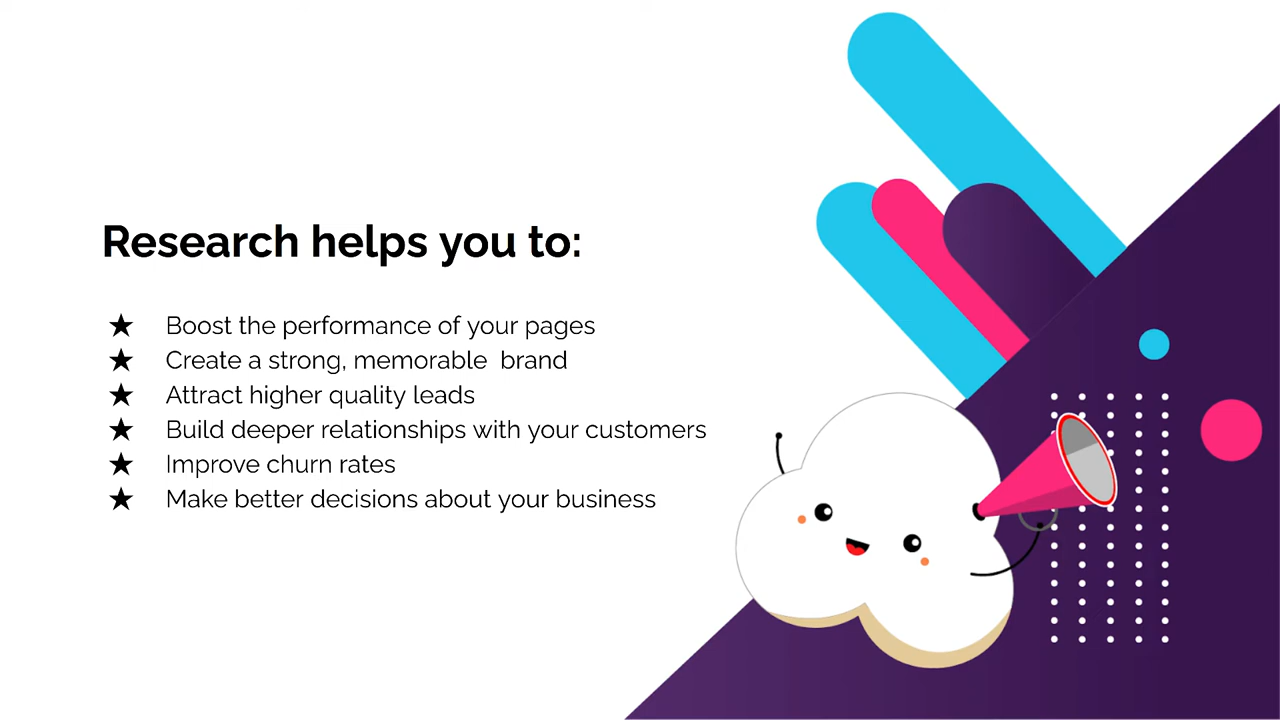 Research helps you to:
★ Boost the performance of your pages
★ Create a strong, memorable  brand
★ Attract higher quality leads
★ Build deeper relationships with your customers
★ Improve churn rates
★ Make better decisions about your business